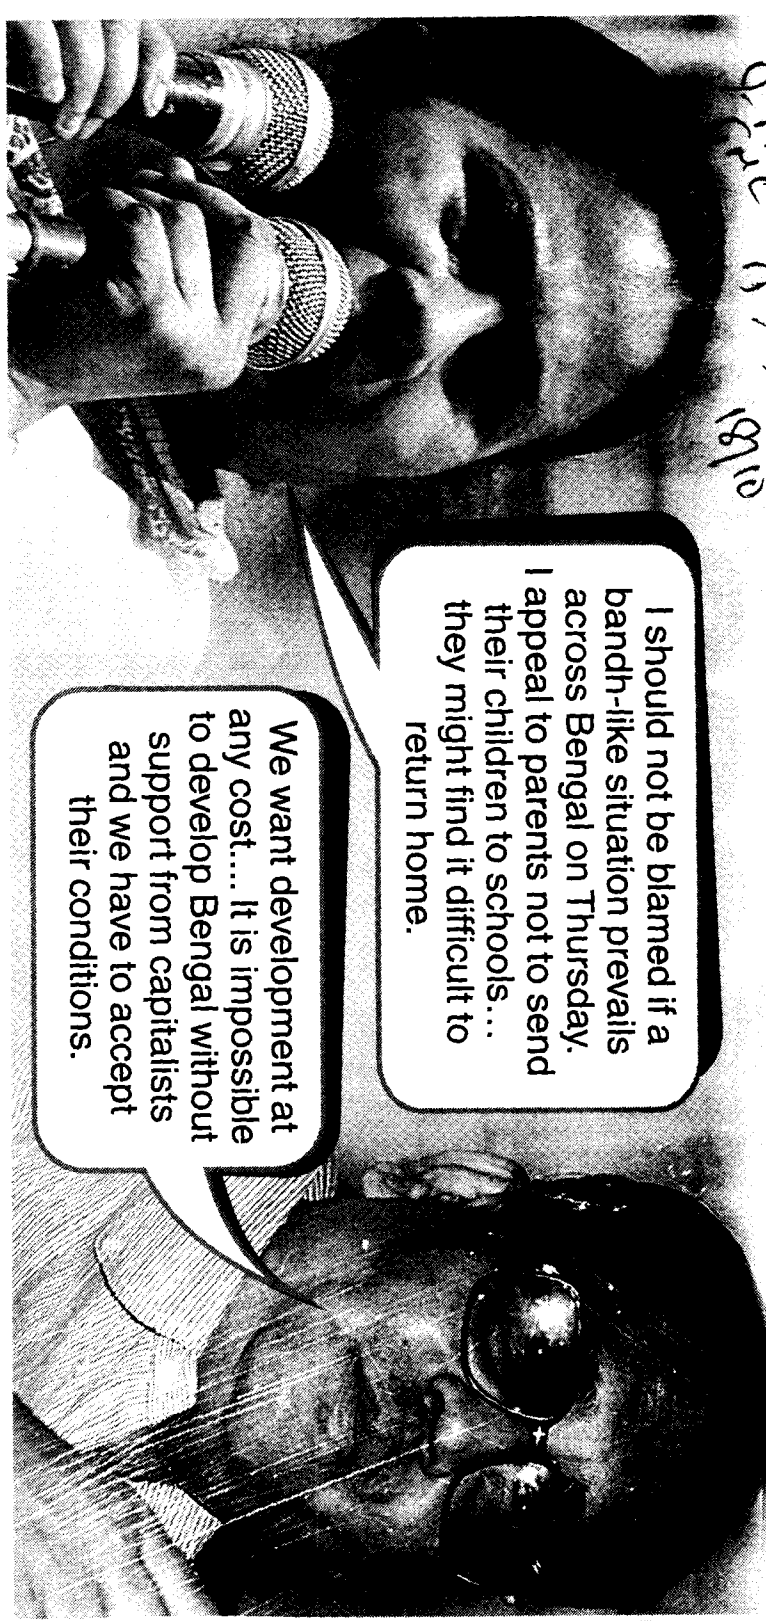 18/10
I should not be blamed if a
bandh-like situation prevails
across Bengal on Thursday.
I appeal to parents not to send
their children to schools...
they might find it difficult to
return home.
We want development at
any cost.... It is impossible
to develop Bengal without
support from capitalists
and we have to accept
their conditions.